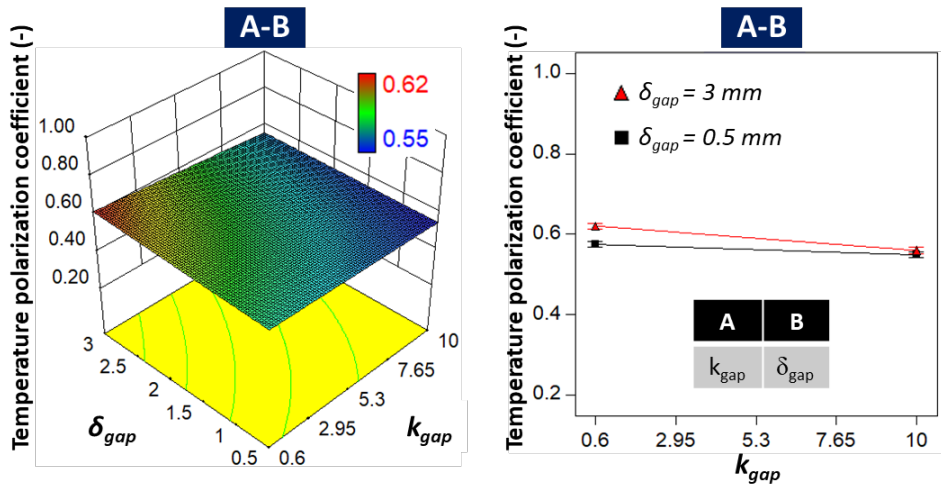 A-B
Temperature polarization coefficient (-)
0.62
0.55
1.00
0.80
0.60
0.40
0.20
3
2.5
2
1.5
1
0.5
0.6
2.95
5.3
7.65
10
δgap
kgap
A-B
Temperature polarization coefficient (-)
1.0
0.8
0.6
0.4
0.2
δgap = 3 mm
δgap = 0.5 mm
A B
kgap δgap
0.6 2.95 5.3 7.65 10
kgap